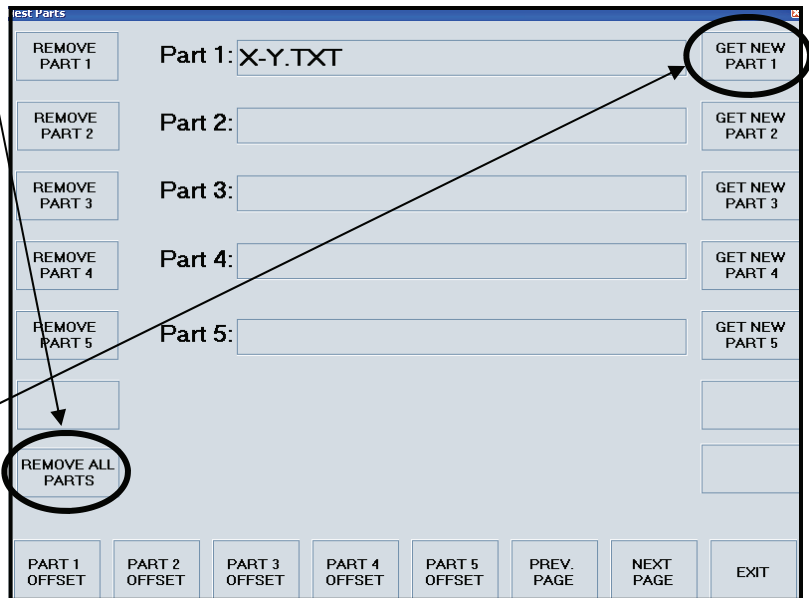 Nest Parts
REMOVE
PART 1
Part 1:
X-Y.TXT
GET NEW
PART 1
REMOVE
PART 2
Part 2:
GET NEW
PART 2
REMOVE
PART 3
Part 3:
GET NEW
PART 3
REMOVE
PART 4
Part 4:
GET NEW
PART 4
REMOVE
PART 5
Part 5:
GET NEW
PART 5
REMOVE ALL
PARTS
PART 1
OFFSET
PART 2
OFFSET
PART 3
OFFSET
PART 4
OFFSET
PART 5
OFFSET
PREV.
PAGE
NEXT
PAGE
EXIT